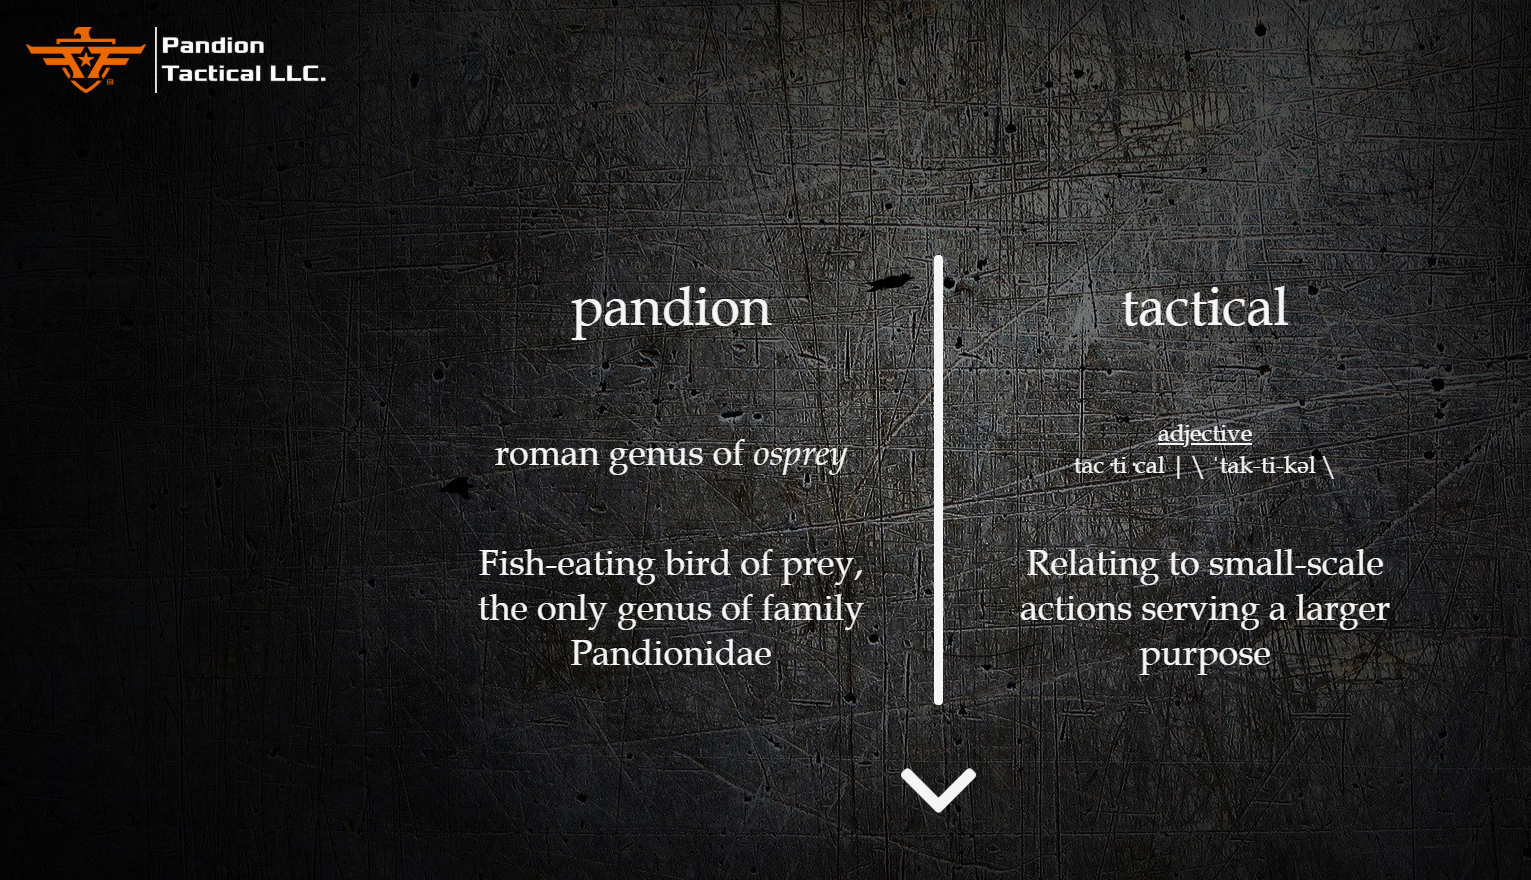 Pandion
Tactical LLC.
pandion
roman genus of osprey
Fish-eating bird of prey,
the only genus of family
Pandionidae
tactical
adjective
tac·ti·cal | \ ˈtak-ti-kəl \
Relating to small-scale
actions serving a larger
purpose